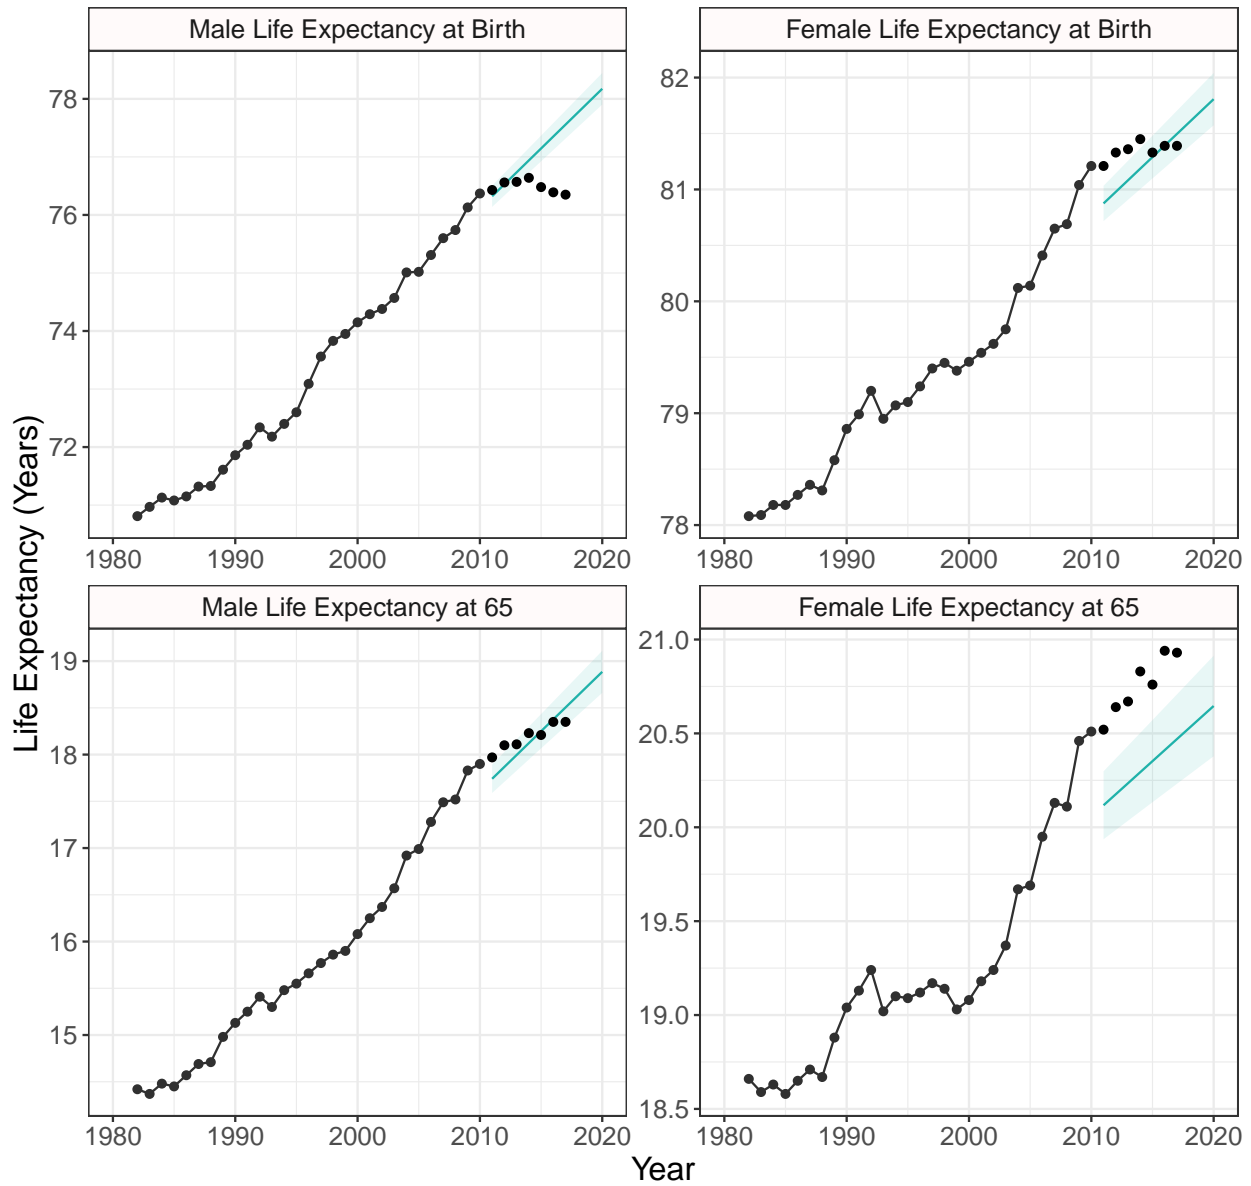 Male Life Expectancy at Birth
Female Life Expectancy at Birth
78
76
74
72
1980 1990 2000 2010 2020
82
81
80
79
78
1980 1990 2000 2010 2020
Life Expectancy (Years)
Male Life Expectancy at 65
Female Life Expectancy at 65
19
18
17
16
15
1980 1990 2000 2010 2020
21.0
20.5
20.0
19.5
19.0
18.5
1980 1990 2000 2010 2020
Year